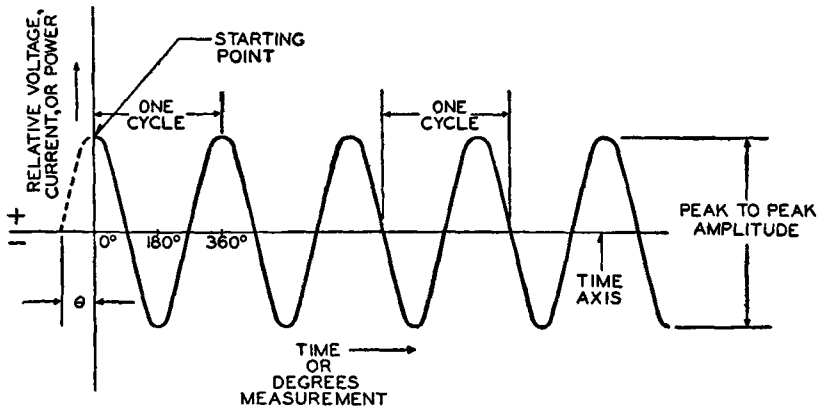 RELATIVE VOLTAGE,
CURRENT, OR POWER
STARTING
POINT
ONE
CYCLE
ONE
CYCLE
PEAK TO PEAK
AMPLITUDE
+
−
0° 180° 360°
TIME
AXIS
θ
TIME
OR
DEGREES
MEASUREMENT